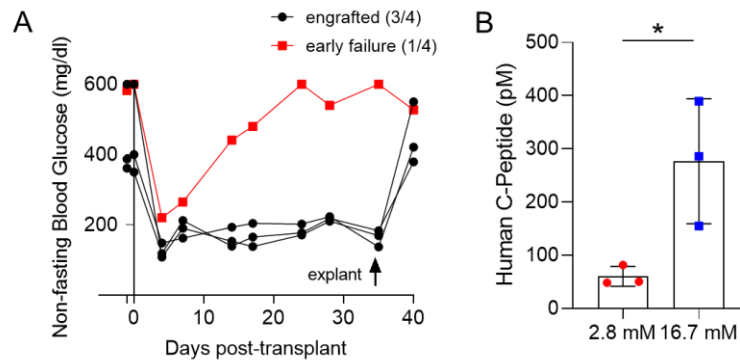 A
engrafted (3/4)
early failure (1/4)
Non-fasting Blood Glucose (mg/dl)
600
400
200
explant
0
10
20
30
40
Days post-transplant
B
*
Human C-Peptide (pM)
500
400
300
200
100
0
2.8 mM
16.7 mM